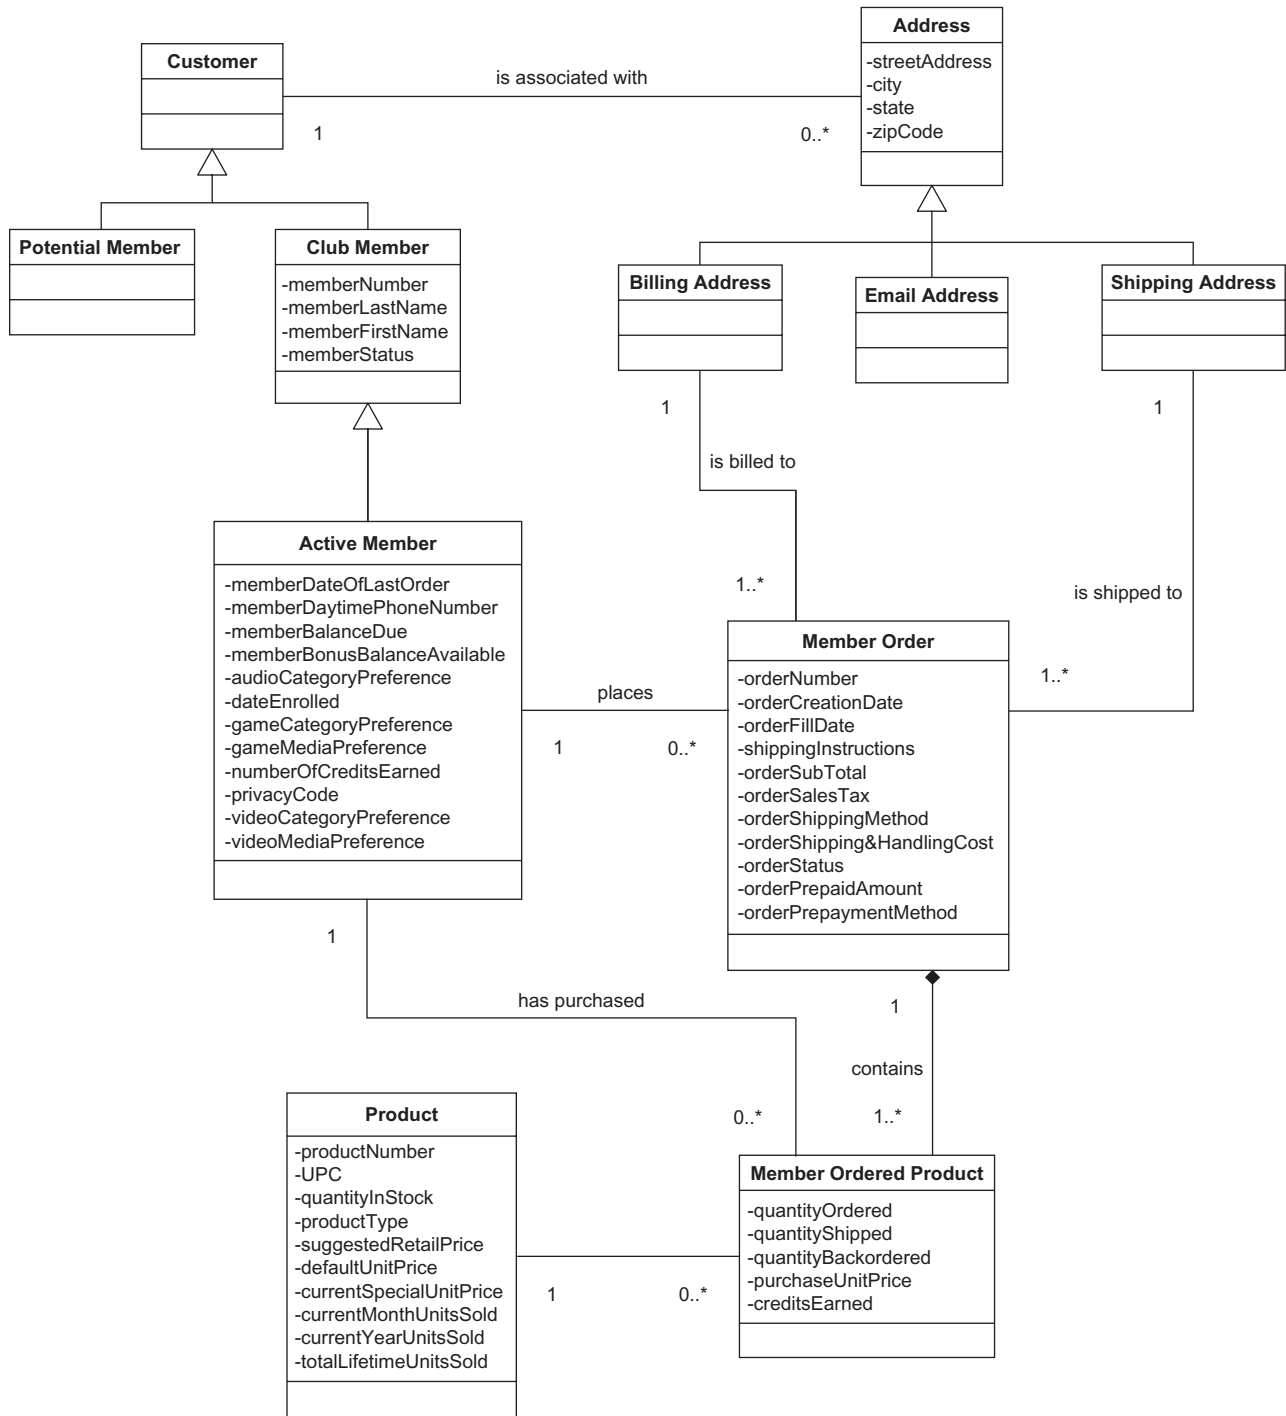 Address
-streetAddress
-city
-state
-zipCode
Customer
is associated with
1
0..*
Potential Member
Club Member
-memberNumber
-memberLastName
-memberFirstName
-memberStatus
Billing Address
Email Address
Shipping Address
1
1
is billed to
is shipped to
1..*
1..*
Active Member
-memberDateOfLastOrder
-memberDaytimePhoneNumber
-memberBalanceDue
-memberBonusBalanceAvailable
-audioCategoryPreference
-dateEnrolled
-gameCategoryPreference
-gameMediaPreference
-numberOfCreditsEarned
-privacyCode
-videoCategoryPreference
-videoMediaPreference
places
1
0..*
Member Order
-orderNumber
-orderCreationDate
-orderFillDate
-shippingInstructions
-orderSubTotal
-orderSalesTax
-orderShippingMethod
-orderShipping&HandlingCost
-orderStatus
-orderPrepaidAmount
-orderPrepaymentMethod
1
has purchased
0..*
1
contains
1..*
Product
-productNumber
-UPC
-quantityInStock
-productType
-suggestedRetailPrice
-defaultUnitPrice
-currentSpecialUnitPrice
-currentMonthUnitsSold
-currentYearUnitsSold
-totalLifetimeUnitsSold
1
0..*
Member Ordered Product
-quantityOrdered
-quantityShipped
-quantityBackordered
-purchaseUnitPrice
-creditsEarned